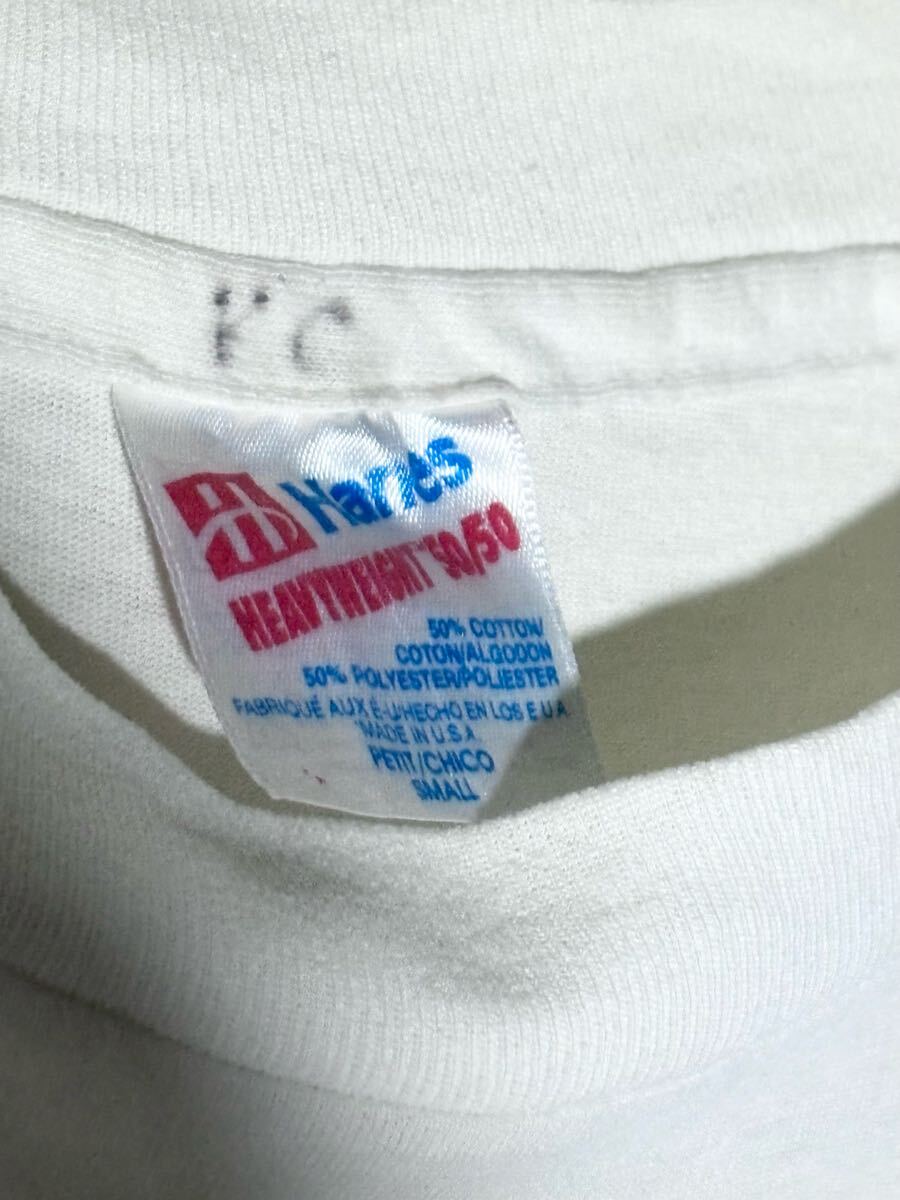 Hanes
HEAVYWEIGHT 50/50
50% COTTON/
COTON/ALGODON
50% POLYESTER/POLIESTER
FABRIQUÉ AUX É-U/HECHO EN LOS E U A
MADE IN U.S.A
PETIT/CHICO
SMALL